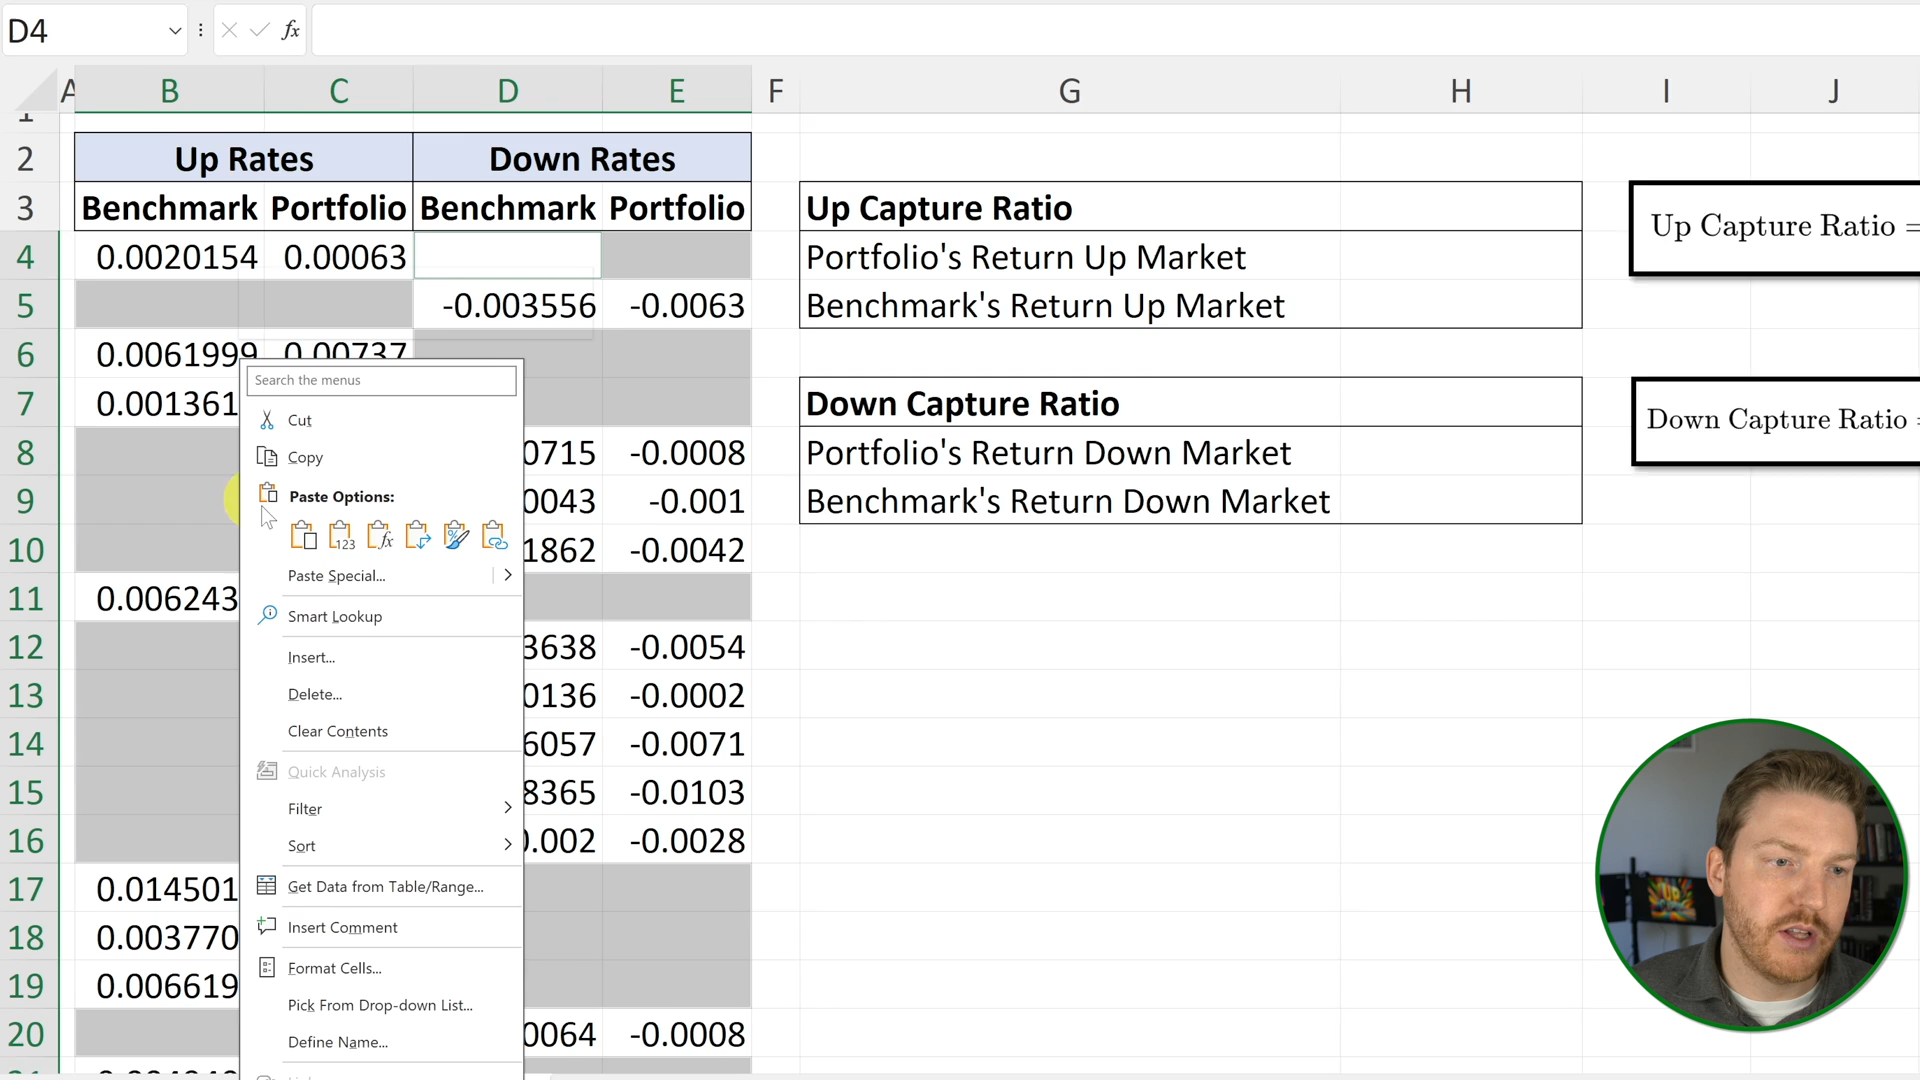 D4
fx
A B C D E F G H I J
1
2 Up Rates Down Rates
3 Benchmark Portfolio Benchmark Portfolio Up Capture Ratio
Up Capture Ratio =
4 0.0020154 0.00063 Portfolio's Return Up Market
5 -0.003556 -0.0063 Benchmark's Return Up Market
6 0.0061999 0.00737
7 0.001361 Down Capture Ratio
Down Capture Ratio =
8 0715 -0.0008 Portfolio's Return Down Market
9 0043 -0.001 Benchmark's Return Down Market
10 1862 -0.0042
11 0.006243
12 3638 -0.0054
13 0136 -0.0002
14 6057 -0.0071
15 8365 -0.0103
16 0.002 -0.0028
17 0.014501
18 0.003770
19 0.006619
20 0064 -0.0008
Search the menus
Cut
Copy
Paste Options:
123 fx %
Paste Special...
Smart Lookup
Insert...
Delete...
Clear Contents
Quick Analysis
Filter
Sort
Get Data from Table/Range...
Insert Comment
Format Cells...
Pick From Drop-down List...
Define Name...